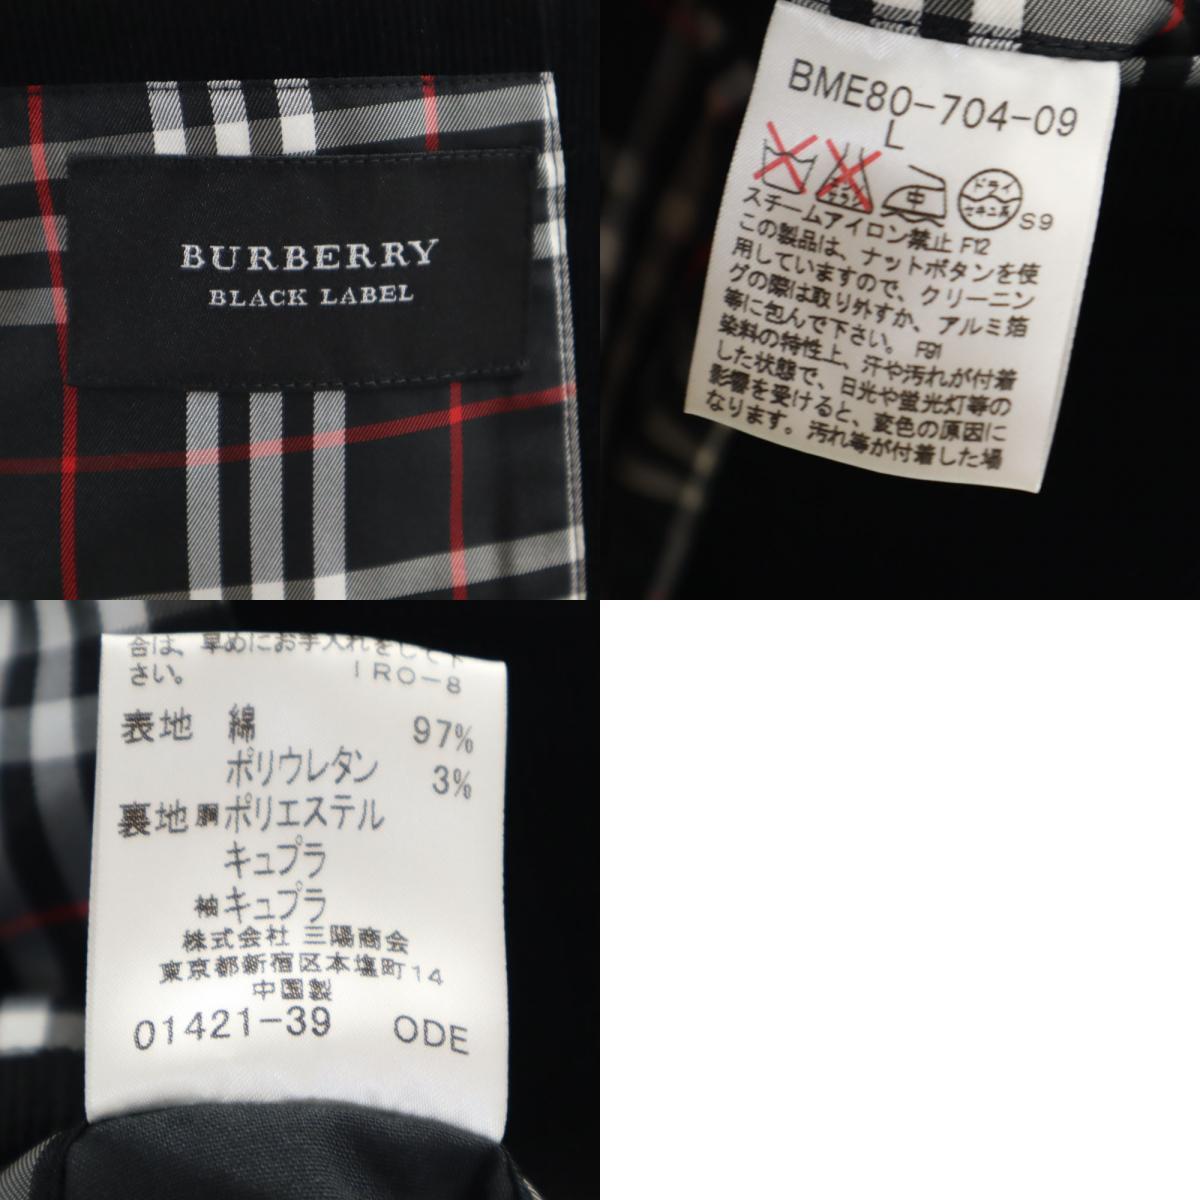 BURBERRY
BLACK LABEL
BME80-704-09
L
中
ドライ
セキユ系
S9
スチームアイロン禁止 F12
この製品は、ナットボタンを使
用していますので、クリーニン
グの際は取り外すか、アルミ箔
等に包んで下さい。 F91
染料の特性上、汗や汚れが付着
した状態で、日光や蛍光灯等の
影響を受けると、変色の原因に
なります。汚れ等が付着した場
合は、早めにお手入れをして下
さい。 IRO-8
表地 綿 97%
ポリウレタン 3%
裏地 胴 ポリエステル
キュプラ
袖 キュプラ
株式会社 三陽商会
東京都新宿区本塩町14
中国製
01421-39 ODE